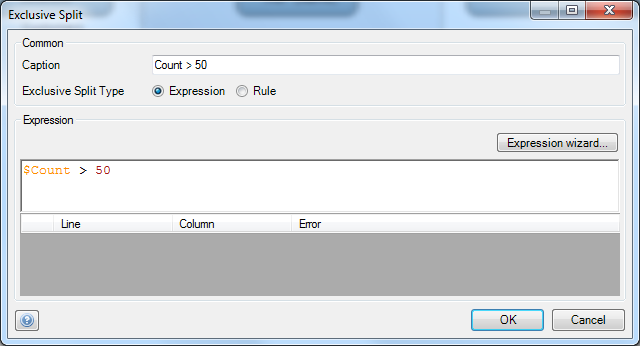 Exclusive Split
Common
Caption
Count > 50
Exclusive Split Type
Expression
Rule
Expression
Expression wizard...
$Count > 50
Line Column Error
OK Cancel